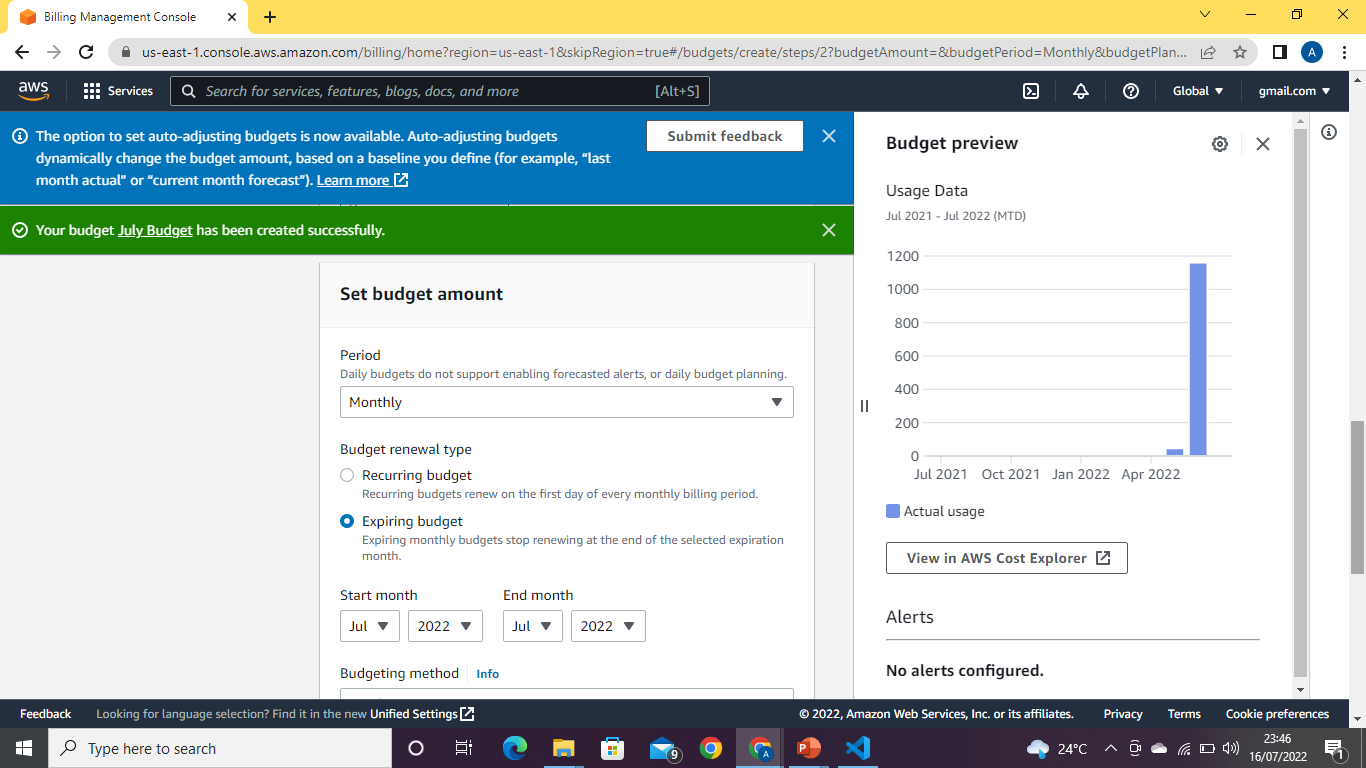 Billing Management Console
us-east-1.console.aws.amazon.com/billing/home?region=us-east-1&skipRegion=true#/budgets/create/steps/2?budgetAmount=&budgetPeriod=Monthly&budgetPlan...
A
aws
Services
Search for services, features, blogs, docs, and more
[Alt+S]
Global
gmail.com
The option to set auto-adjusting budgets is now available. Auto-adjusting budgets
dynamically change the budget amount, based on a baseline you define (for example, “last
month actual” or “current month forecast”). Learn more
Submit feedback
Your budget July Budget has been created successfully.
Set budget amount
Period
Daily budgets do not support enabling forecasted alerts, or daily budget planning.
Monthly
Budget renewal type
Recurring budget
Recurring budgets renew on the first day of every monthly billing period.
Expiring budget
Expiring monthly budgets stop renewing at the end of the selected expiration
month.
Start month
End month
Jul
2022
Jul
2022
Budgeting method
Info
Budget preview
Usage Data
Jul 2021 - Jul 2022 (MTD)
1200
1000
800
600
400
200
0
Jul 2021
Oct 2021
Jan 2022
Apr 2022
Actual usage
View in AWS Cost Explorer
Alerts
No alerts configured.
Feedback
Looking for language selection? Find it in the new Unified Settings
© 2022, Amazon Web Services, Inc. or its affiliates.
Privacy
Terms
Cookie preferences
Type here to search
9
A
24°C
23:46
16/07/2022
1